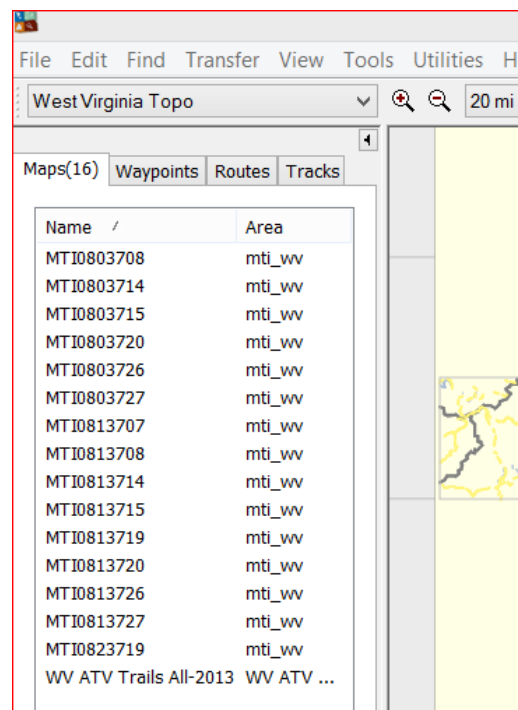 File Edit Find Transfer View Tools Utilities H
West Virginia Topo 20 mi
Maps(16) Waypoints Routes Tracks
Name Area
MTI0803708 mti_wv
MTI0803714 mti_wv
MTI0803715 mti_wv
MTI0803720 mti_wv
MTI0803726 mti_wv
MTI0803727 mti_wv
MTI0813707 mti_wv
MTI0813708 mti_wv
MTI0813714 mti_wv
MTI0813715 mti_wv
MTI0813719 mti_wv
MTI0813720 mti_wv
MTI0813726 mti_wv
MTI0813727 mti_wv
MTI0823719 mti_wv
WV ATV Trails All-2013 WV ATV ...